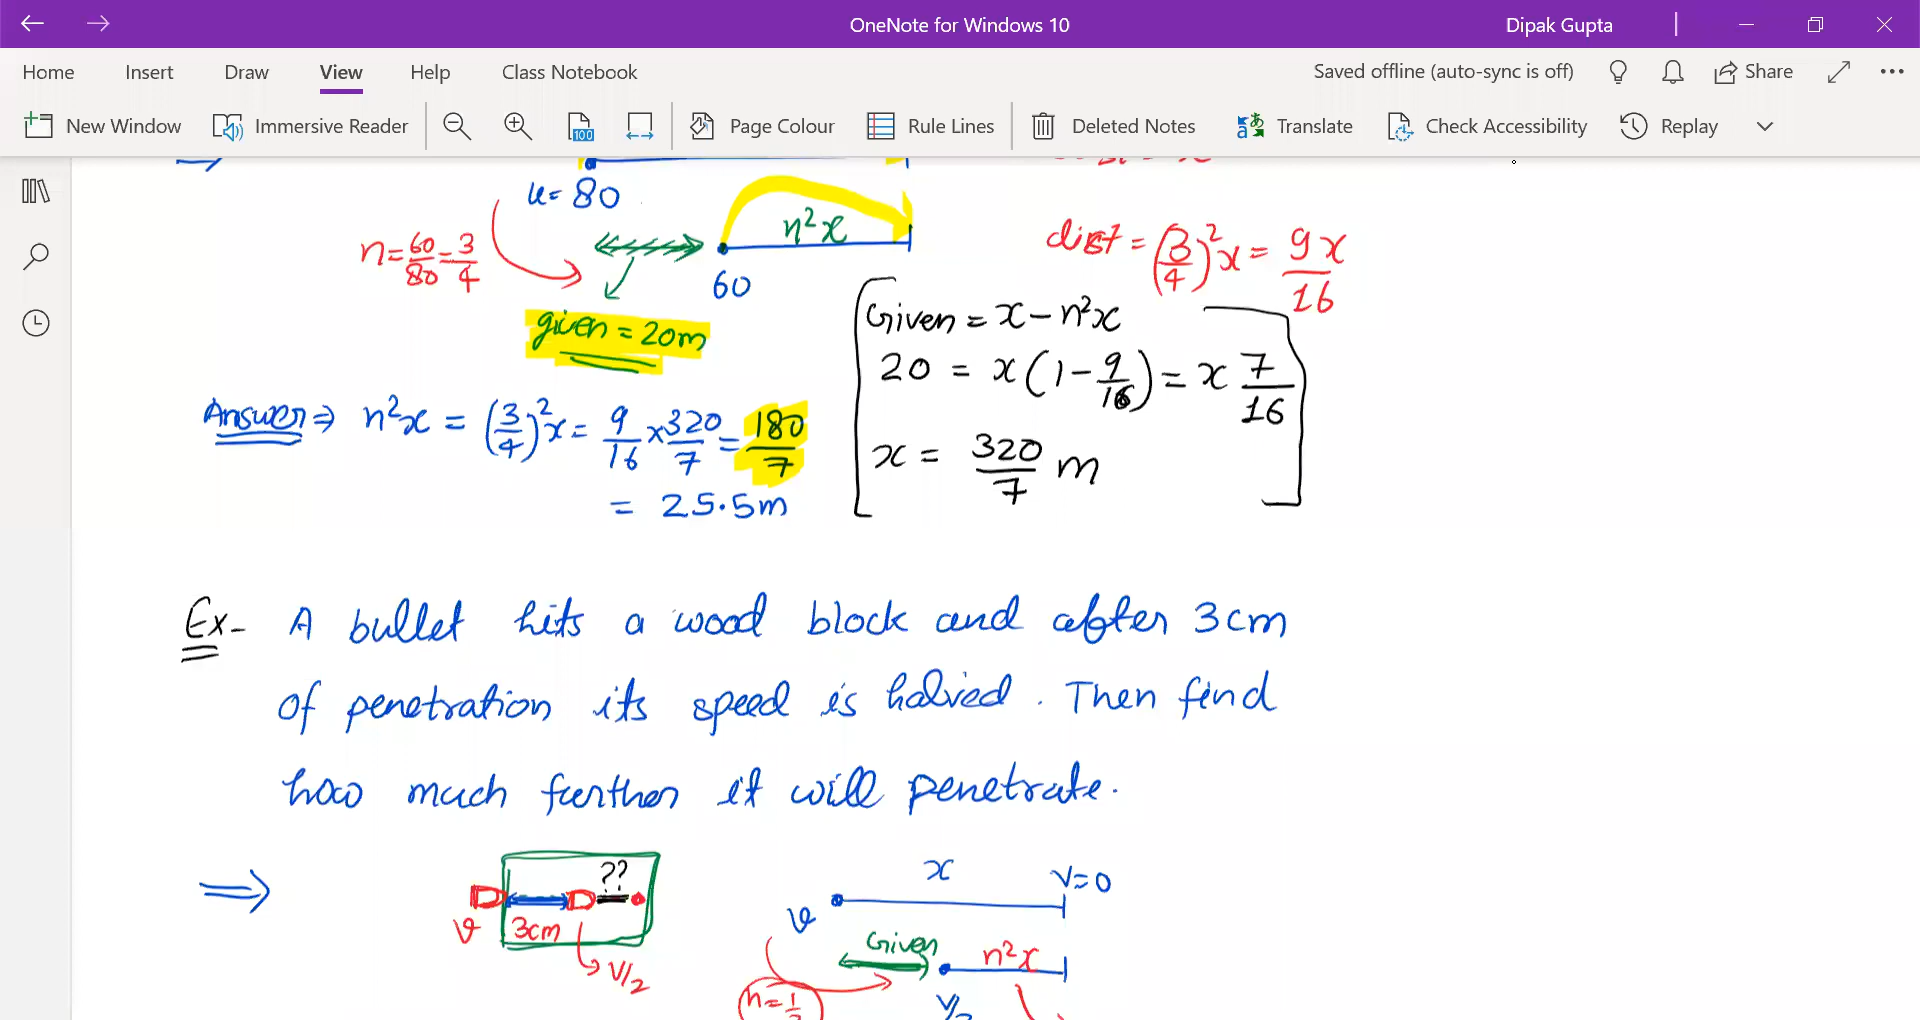 OneNote for Windows 10
Dipak Gupta
Home Insert Draw View Help Class Notebook
Saved offline (auto-sync is off) Share
New Window Immersive Reader 100 Page Colour Rule Lines Deleted Notes Translate Check Accessibility Replay
u = 80
n = 60/80 = 3/4
n²x
60
dist = (3/4)²x = 9x/16
given = 20m
Given = x - n²x
20 = x(1 - 9/16) = x 7/16
x = 320/7 m
Answer ⇒ n²x = (3/4)²x = 9/16 × 320/7 = 180/7
= 25.5m
Ex- A bullet hits a wood block and after 3cm
of penetration its speed is halved. Then find
how much further it will penetrate.
⇒
??
v 3cm
v/2
x
v=0
v
Given
n²x